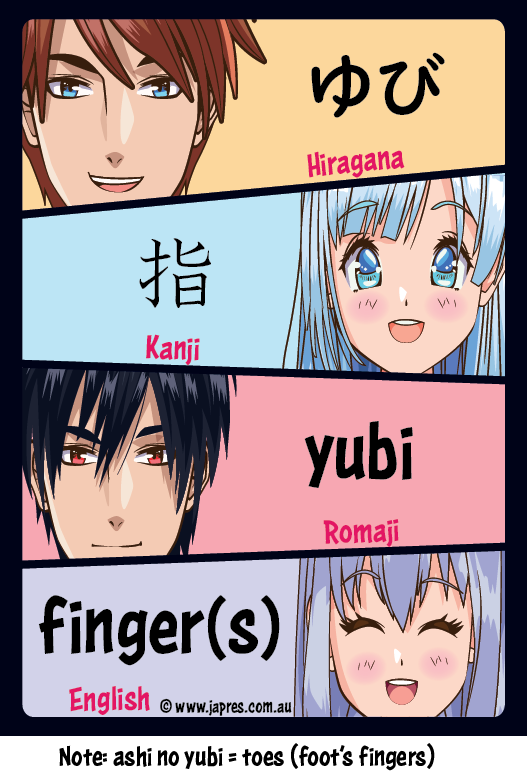 ゆび
Hiragana
指
Kanji
yubi
Romaji
finger(s)
English © www.japres.com.au
Note: ashi no yubi = toes (foot's fingers)